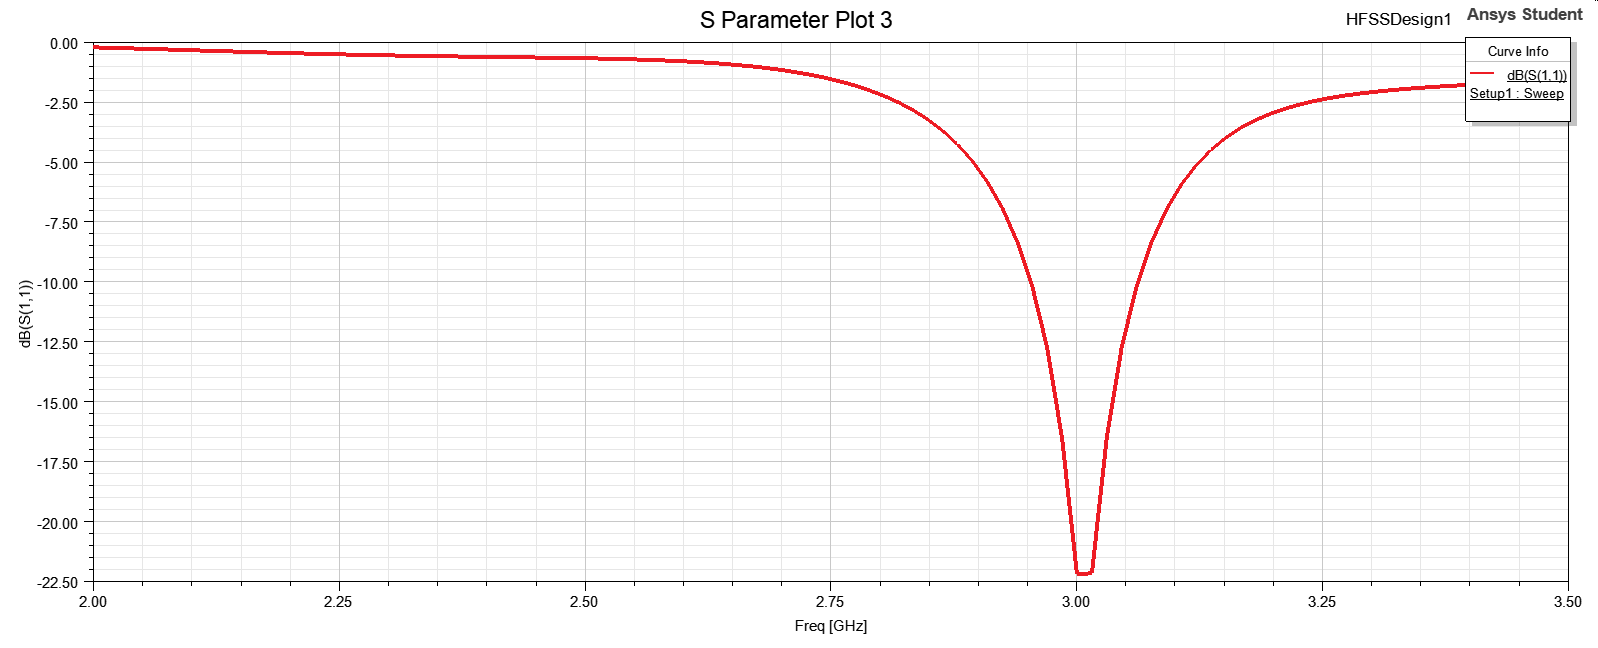 S Parameter Plot 3
HFSSDesign1
Ansys Student
Curve Info
dB(S(1,1))
Setup1 : Sweep
0.00
-2.50
-5.00
-7.50
-10.00
-12.50
-15.00
-17.50
-20.00
-22.50
dB(S(1,1))
2.00
2.25
2.50
2.75
3.00
3.25
3.50
Freq [GHz]